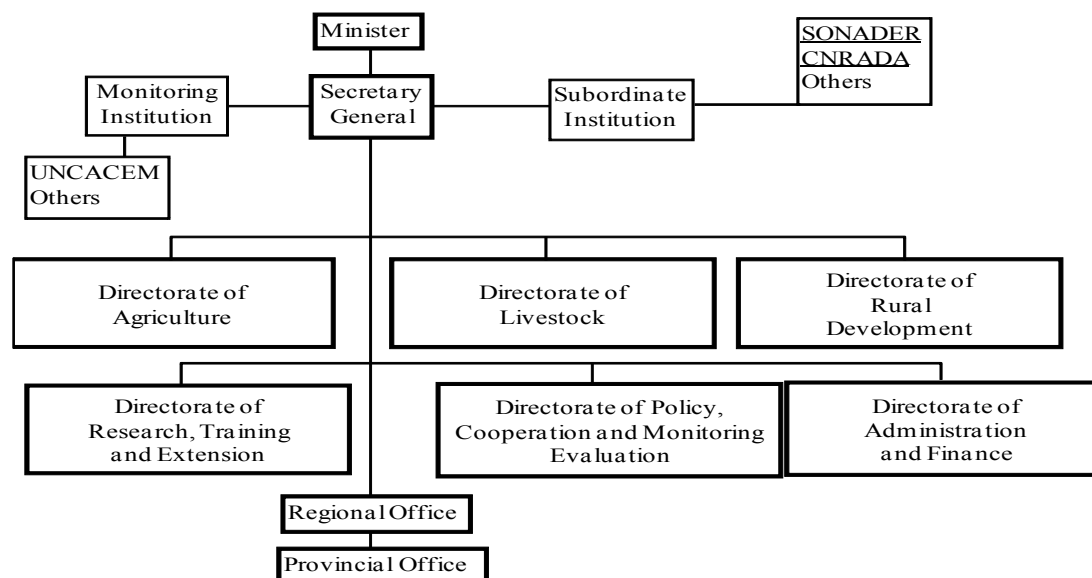 Minister
SONADER
CNRADA
Others
Monitoring
Institution
Secretary
General
Subordinate
Institution
UNCACEM
Others
Directorate of
Agriculture
Directorate of
Livestock
Directorate of
Rural
Development
Directorate of
Research, Training
and Extension
Directorate of Policy,
Cooperation and Monitoring
Evaluation
Directorate of
Administration
and Finance
Regional Office
Provincial Office